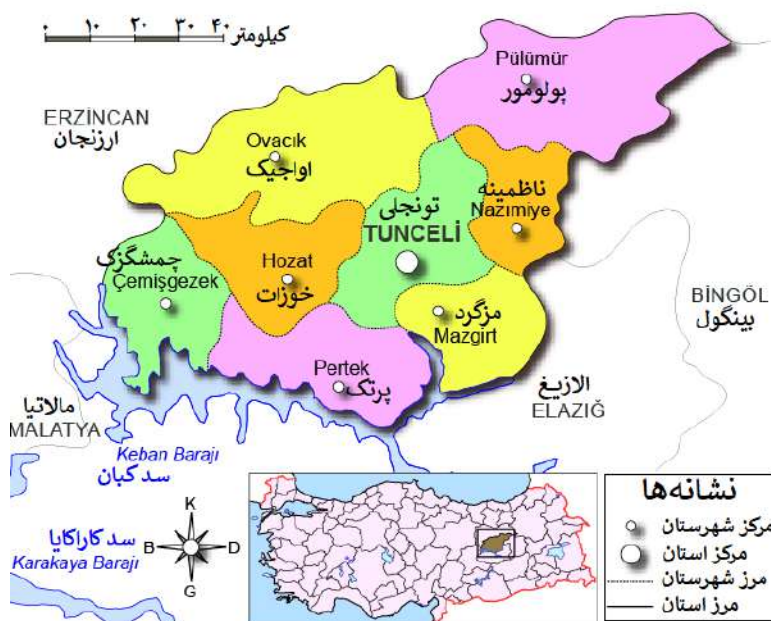 ۰ ۱۰ ۲۰ ۳۰ ۴۰ کیلومتر
Pülümür
پولومور
ERZİNCAN
ارزنجان
Ovacık
اواجیک
ناظمینه
Nazımiye
تونجلی
TUNCELİ
چمشگزک
Çemişgezek
Hozat
خوزات
مزگرد
Mazgirt
BİNGÖL
بینگول
Pertek
پرتک
الازیغ
ELAZIĞ
مالاتیا
MALATYA
Keban Barajı
سد کبان
سد کاراکایا
Karakaya Barajı
K
B D
G
نشانه‌ها
مرکز شهرستان
مرکز استان
مرز شهرستان
مرز استان